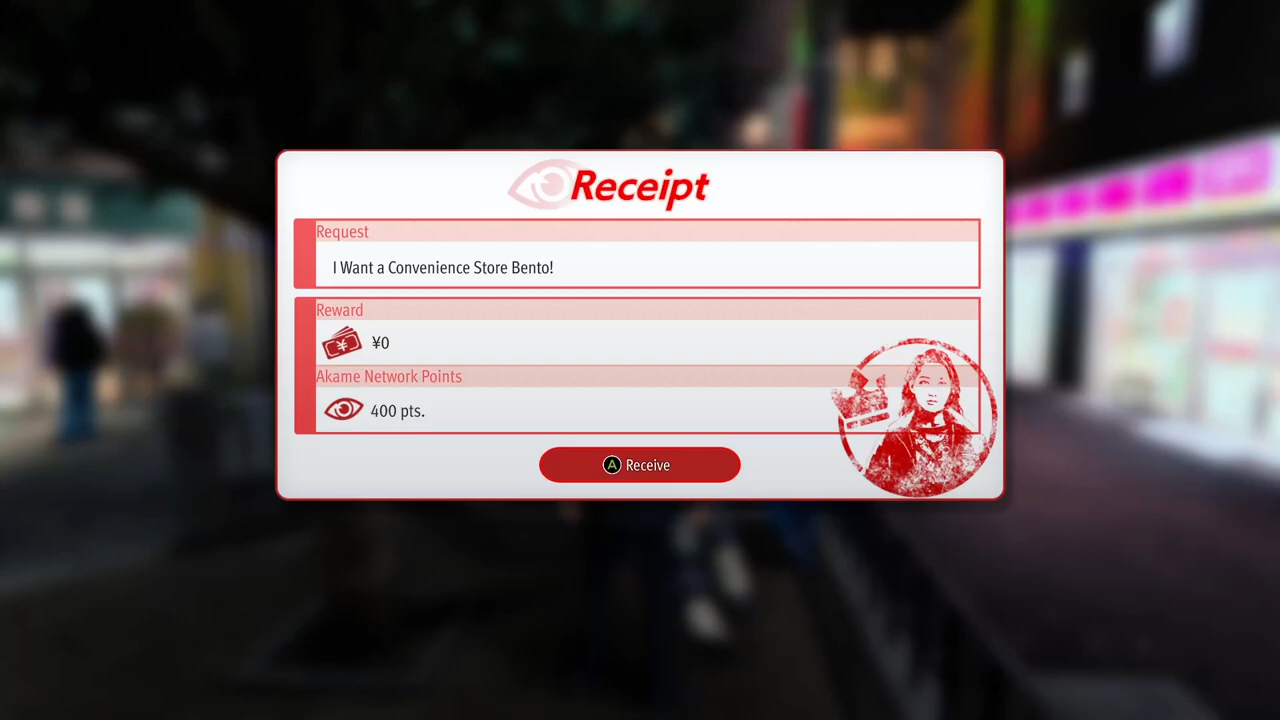 Receipt
Request
I Want a Convenience Store Bento!
Reward
¥0
Akame Network Points
400 pts.
A Receive